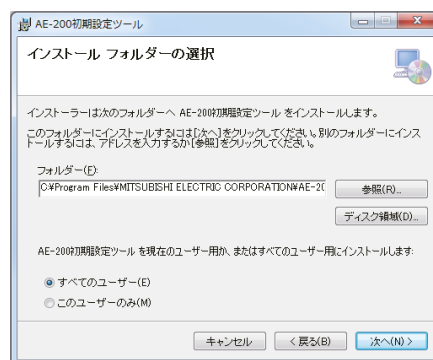 AE-200初期設定ツール
インストール フォルダーの選択
インストーラーは次のフォルダーへ AE-200初期設定ツール をインストールします。
このフォルダーにインストールするには[次へ]をクリックしてください。別のフォルダーにインス
トールするには、アドレスを入力するか[参照]をクリックしてください。
フォルダー(F):
C:¥Program Files¥MITSUBISHI ELECTRIC CORPORATION¥AE-20
参照(R)...
ディスク領域(D)...
AE-200初期設定ツール を現在のユーザー用か、またはすべてのユーザー用にインストールします:
すべてのユーザー(E)
このユーザーのみ(M)
キャンセル
< 戻る(B)
次へ(N) >